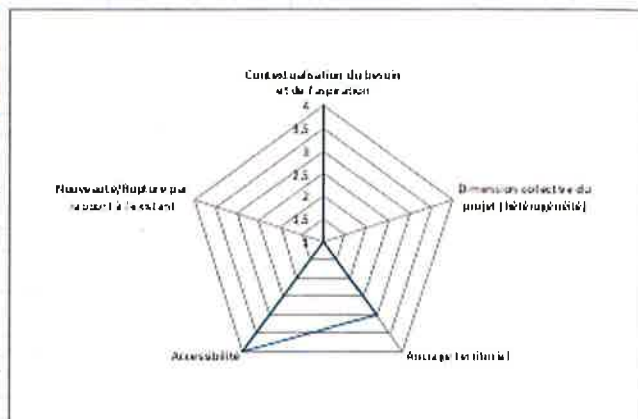 Contextualisation du besoin
et de l'aspiration
4
3,5
3
2,5
2
1,5
1
Nouveauté/Rupture par
rapport à l'existant
Dimension collective du
projet (hétérogénéité)
Accessibilité
Ancrage territorial